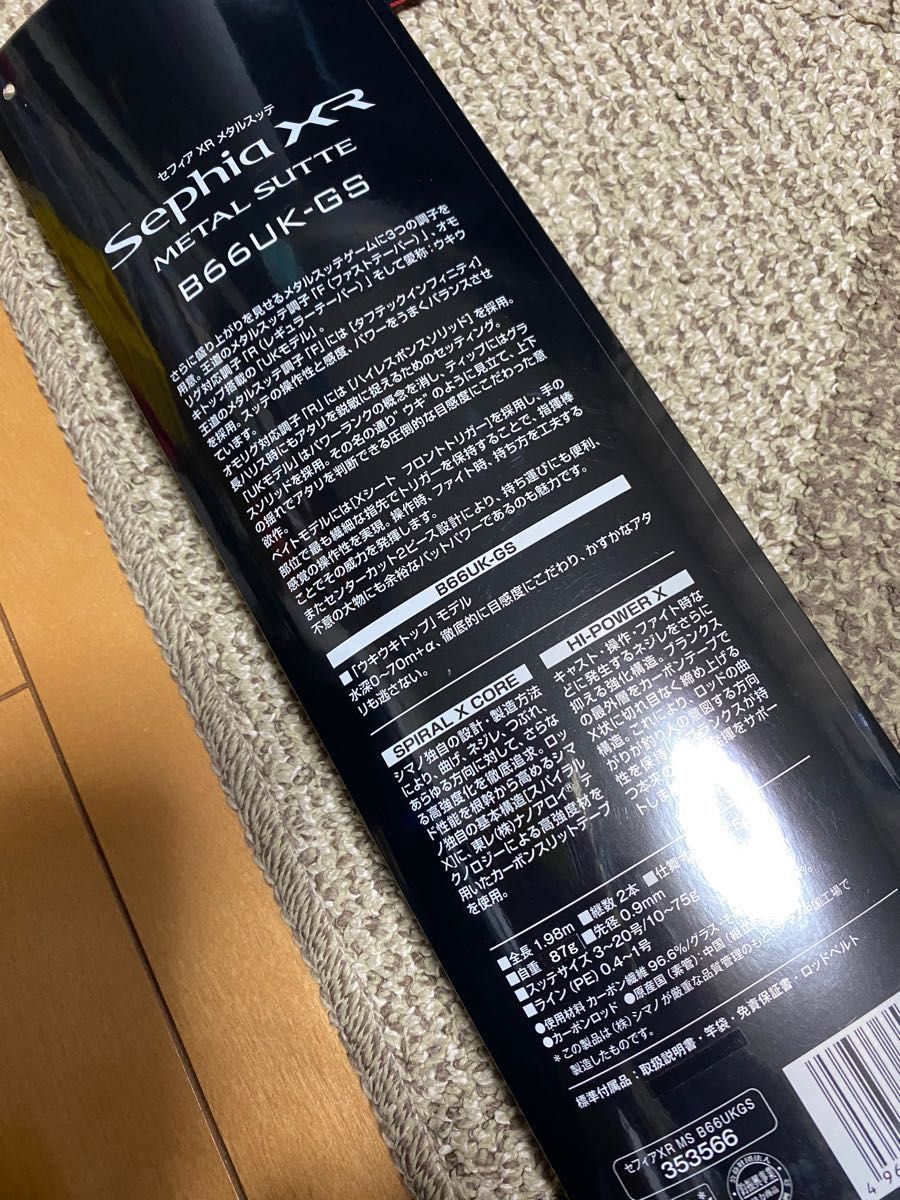 セフィア XR メタルスッテ
Sephia XR
METAL SUTTE
B66UK-GS
さらに盛り上がりを見せるメタルスッテゲームに3つの調子を
用意。王道のメタルスッテ調子「F(ファストテーパー)」、オモ
リグ対応調子「R(レギュラーテーパー)」そして愛称:ウキウ
キトップ搭載の「UKモデル」。
王道のメタルスッテ調子「F」には【タフテックインフィニティ】
を採用。スッテの操作性と感度、パワーをうまくバランスさせ
ています。
オモリグ対応調子「R」には【ハイレスポンスソリッド】を採用。
長ハリス時にもアタリを鋭敏に捉えるためのセッティング。
「UKモデル」はパワーランクの概念を消し、ティップにはグラ
スソリッドを採用。その名の通り"ウキ"のように見立て、上下
の揺れでアタリを判断できる圧倒的な目感度にこだわった意
欲作。
ベイトモデルには【Xシート フロントトリガー】を採用し、手の
部位で最も繊細な指先でトリガーを保持することで、指揮棒
感覚の操作性を実現。操作時、ファイト時、持ち方を工夫する
ことでその威力を発揮します。
またセンターカット2ピース設計により、持ち運びにも便利、
不意の大物にも余裕なバットパワーであるのも魅力です。
B66UK-GS
■「ウキウキトップ」モデル
水深0~70m+α、徹底的に目感度にこだわり、かすかなアタ
リも逃さない。
SPIRAL X CORE
シマノ独自の設計・製造方法
により、曲げ、ネジレ、つぶれ、
あらゆる方向に対して、さらな
る高強度化を徹底追求。ロッ
ド性能を根幹から高めるシマ
ノ独自の基本構造【スパイラル
X】に、東レ(株)ナノアロイ®テ
クノロジーによる高強度材を
用いたカーボンスリットテープ
を使用。
HI-POWER X
キャスト・操作・ファイト時な
どに発生するネジレをさらに
抑える強化構造。ブランクス
の最外層をカーボンテープで
X状に切れ目なく締め上げる
構造。これにより、ロッドの曲
がりが釣り人の意図する方向
性を保持 ブランクスが持
つ本来の 性をサポー
トしま
■全長 1.98m ■継数 2本 ■仕舞
■自重 87g ■先径 0.9mm
■スッテサイズ 3~20号/10~75g
■ライン(PE) 0.4~1号
●使用材料 カーボン繊維 96.6%/グラス・その %
●カーボンロッド ●原産国(素管):中国(組立
*この製品は(株)シマノが厳重な品質管理のも 中国工場で
製造したものです。
標準付属品:取扱説明書・竿袋・免責保証書・ロッドベルト
セフィアXR MS B66UKGS
353566
4 96